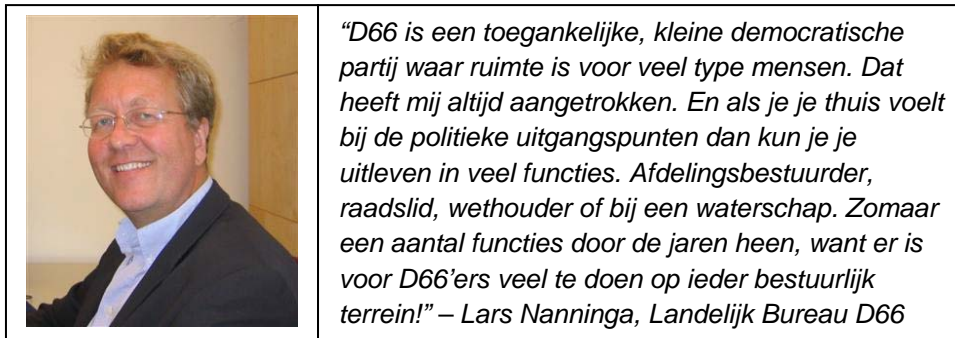 “D66 is een toegankelijke, kleine democratische
partij waar ruimte is voor veel type mensen. Dat
heeft mij altijd aangetrokken. En als je je thuis voelt
bij de politieke uitgangspunten dan kun je je
uitleven in veel functies. Afdelingsbestuurder,
raadslid, wethouder of bij een waterschap. Zomaar
een aantal functies door de jaren heen, want er is
voor D66’ers veel te doen op ieder bestuurlijk
terrein!” – Lars Nanninga, Landelijk Bureau D66